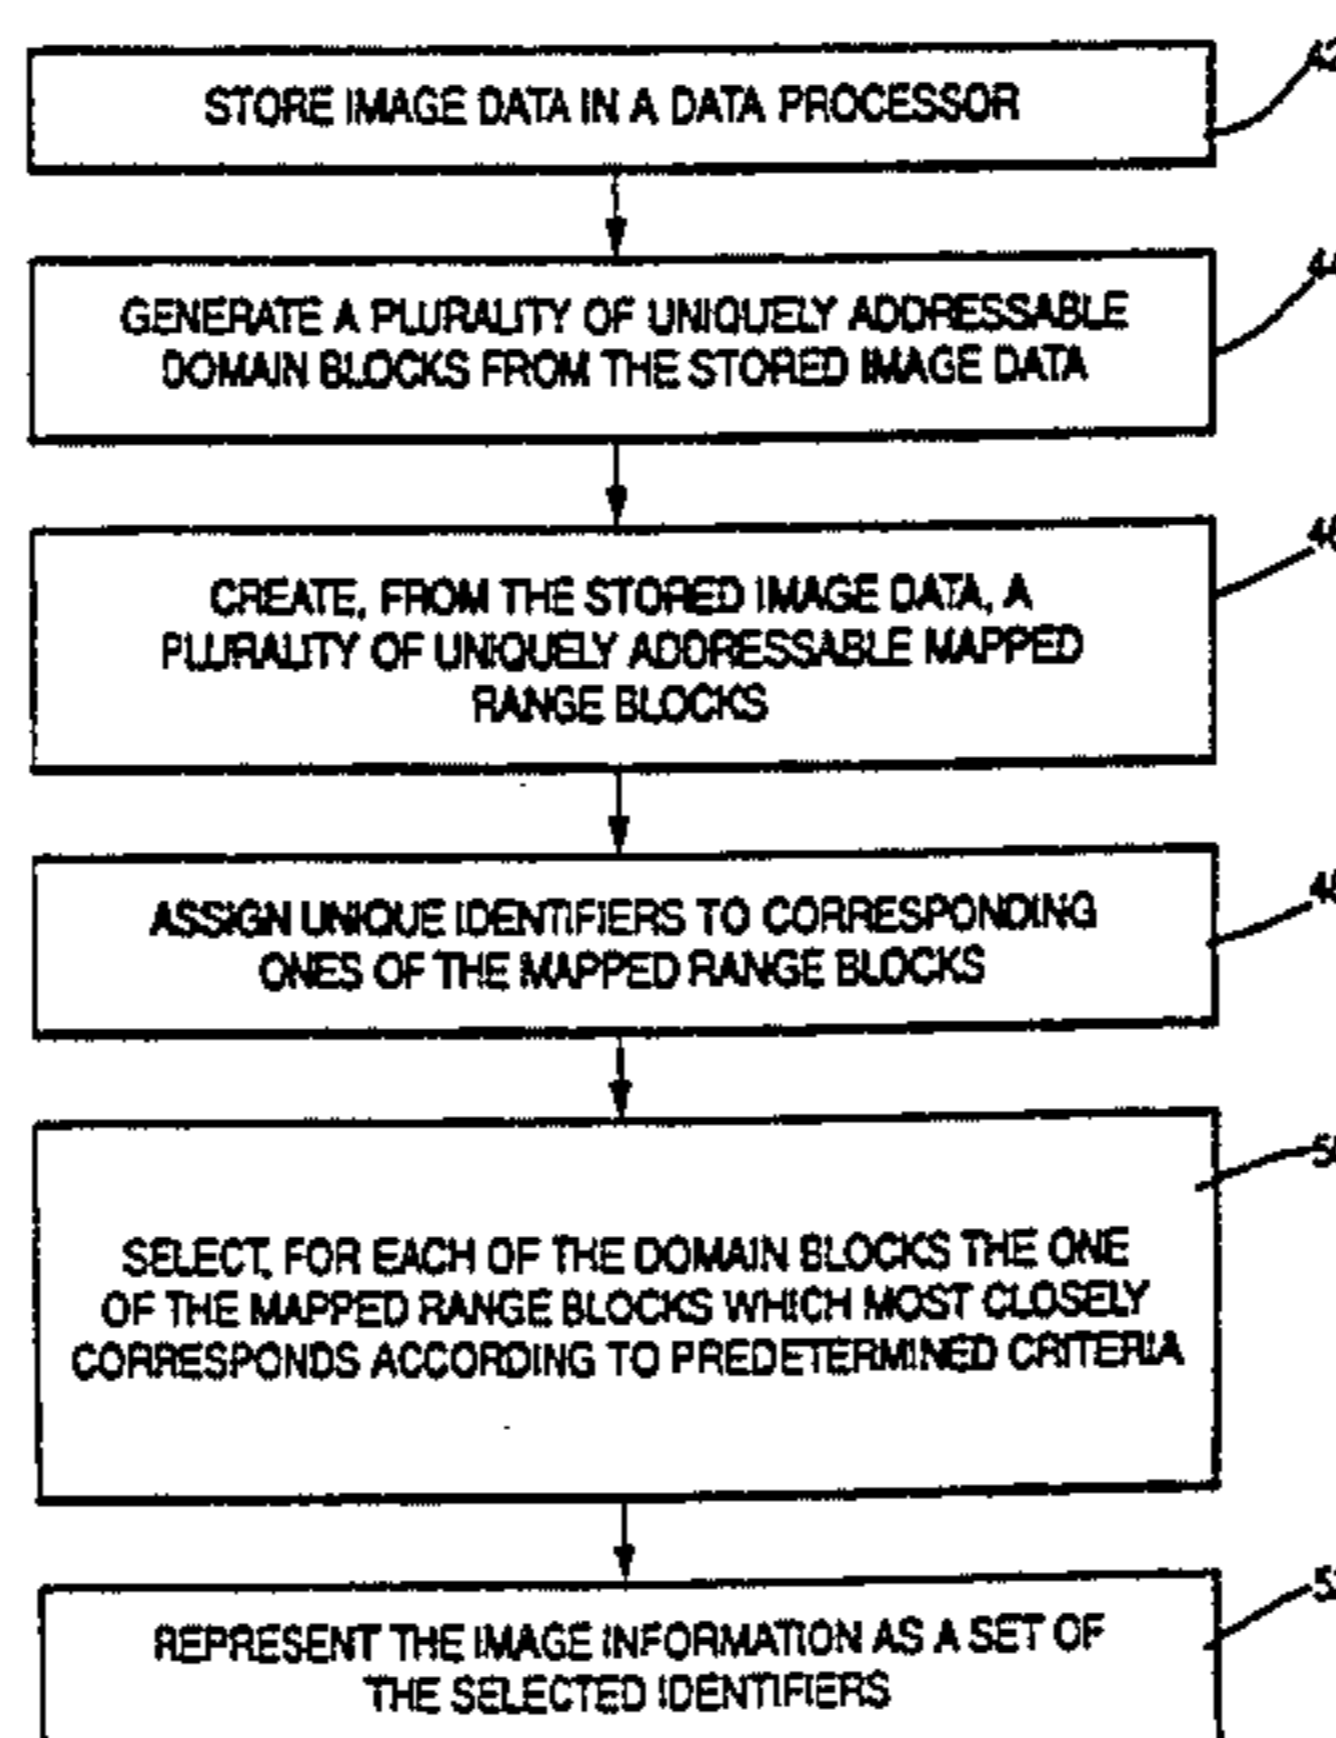 STORE IMAGE DATA IN A DATA PROCESSOR
42
GENERATE A PLURALITY OF UNIQUELY ADDRESSABLE
DOMAIN BLOCKS FROM THE STORED IMAGE DATA
44
CREATE, FROM THE STORED IMAGE DATA, A
PLURALITY OF UNIQUELY ADDRESSABLE MAPPED
RANGE BLOCKS
ASSIGN UNIQUE IDENTIFIERS TO CORRESPONDING
ONES OF THE MAPPED RANGE BLOCKS
SELECT, FOR EACH OF THE DOMAIN BLOCKS THE ONE
OF THE MAPPED RANGE BLOCKS WHICH MOST CLOSELY
CORRESPONDS ACCORDING TO PREDETERMINED CRITERIA
REPRESENT THE IMAGE INFORMATION AS A SET OF
THE SELECTED IDENTIFIERS